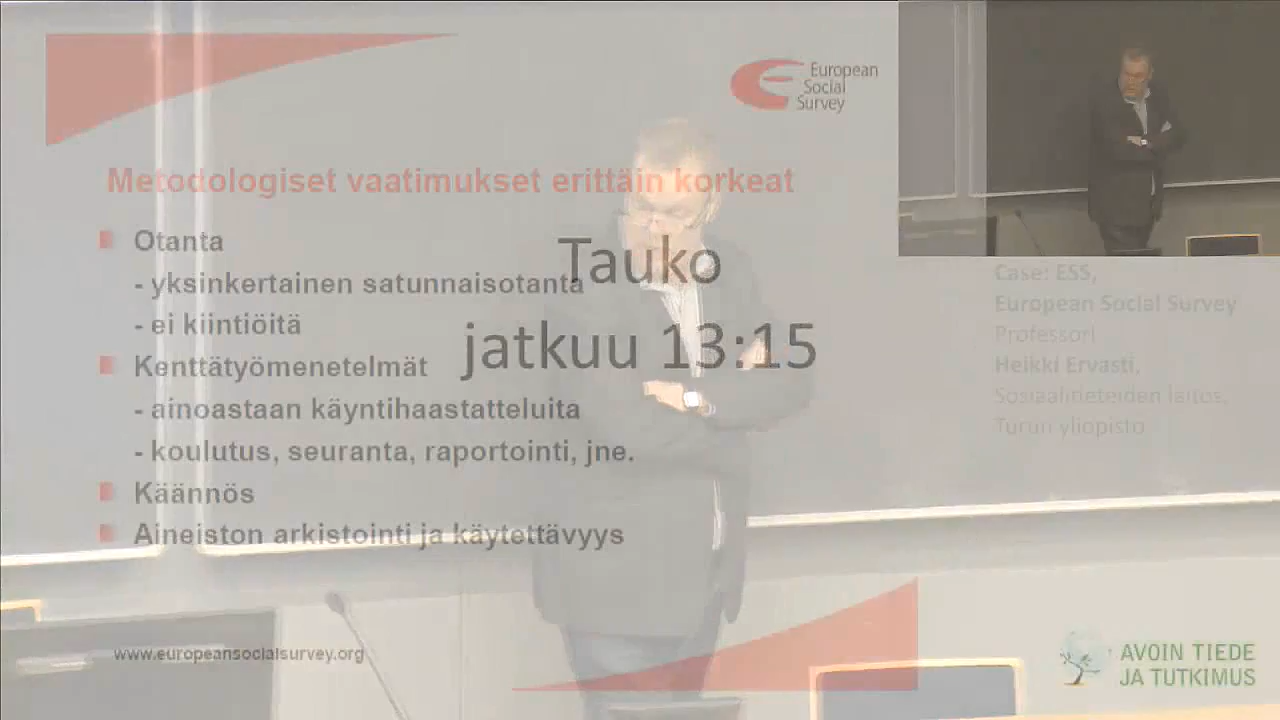 European
Social
Survey
Metodologiset vaatimukset erittäin korkeat
Otanta
- yksinkertainen satunnaisotanta
- ei kiintiöitä
Kenttätyömenetelmät
- ainoastaan käyntihaastatteluita
- koulutus, seuranta, raportointi, jne.
Käännös
Aineiston arkistointi ja käytettävyys
www.europeansocialsurvey.org
Tauko
jatkuu 13:15
Case: ESS,
European Social Survey
Professori
Heikki Ervasti,
Sosiaalitieteiden laitos,
Turun yliopisto
AVOIN TIEDE
JA TUTKIMUS